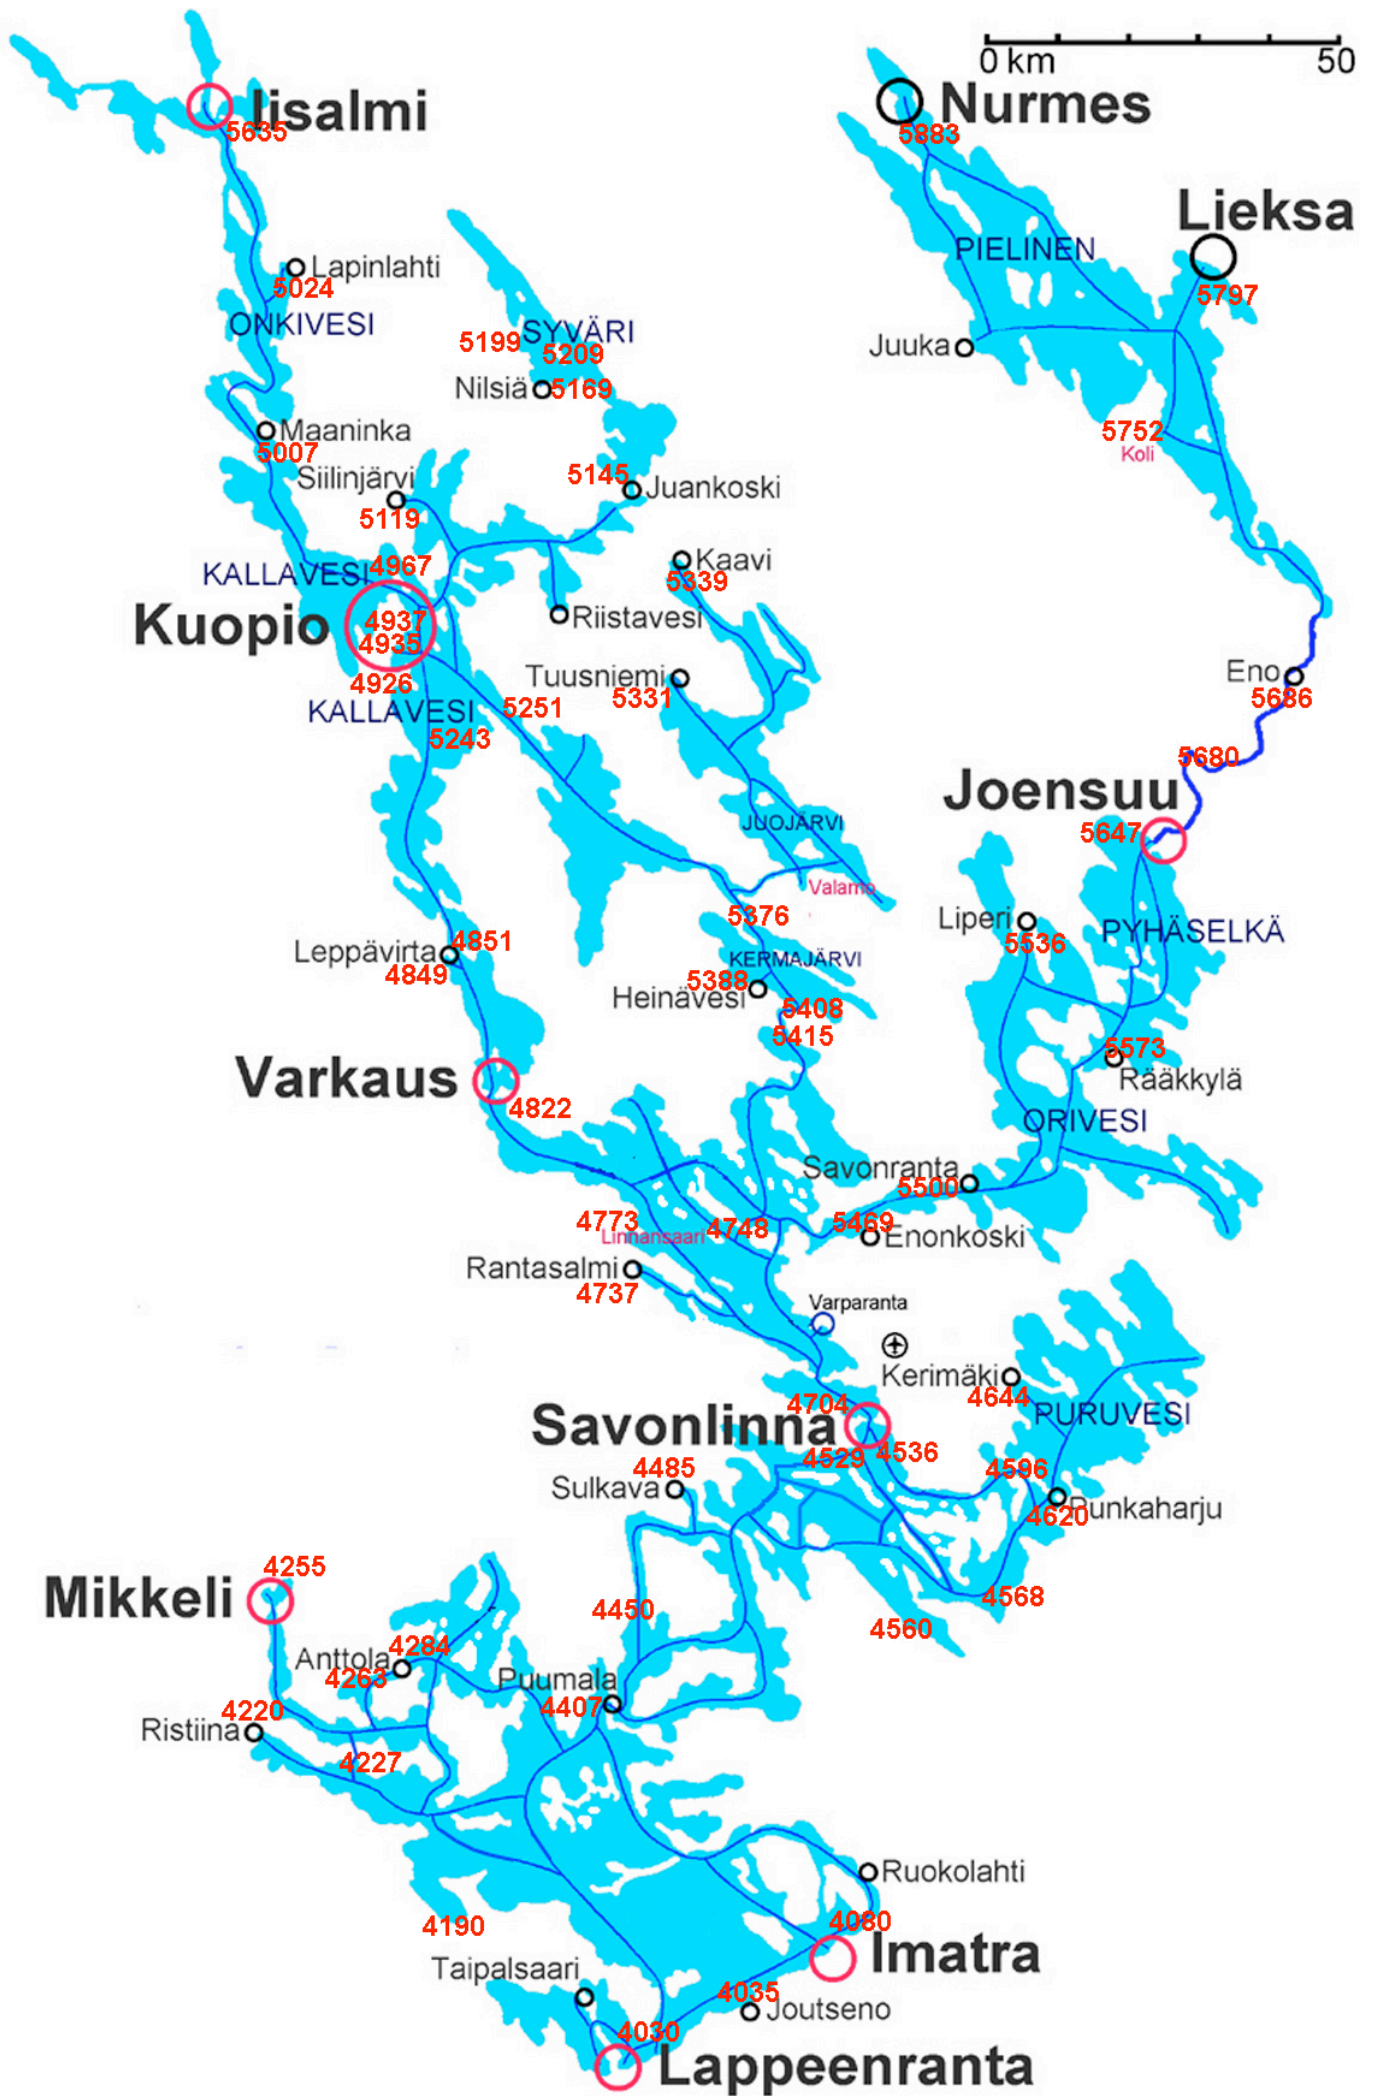 0 km 50
Iisalmi
5635
Nurmes
5883
Lieksa
5797
PIELINEN
Lapinlahti
5024
ONKIVESI
SYVÄRI
5199
5209
Juuka
Nilsiä
5169
Maaninka
5007
5752
Koli
Siilinjärvi
5119
5145
Juankoski
KALLAVESI
4967
Kaavi
5339
Kuopio
4937
4935
Riistavesi
4926
Tuusniemi
5331
Eno
5686
KALLAVESI
5251
5243
5680
Joensuu
5647
JUOJÄRVI
Valamo
5376
Liperi
5536
PYHÄSELKÄ
Leppävirta
4851
4849
KERMAJÄRVI
5388
Heinävesi
5408
5415
5573
Rääkkylä
Varkaus
4822
ORIVESI
Savonranta
5500
4773
Linnansaari
4748
5469
Enonkoski
Rantasalmi
4737
Varparanta
Kerimäki
4644
PURUVESI
4704
Savonlinna
4529
4536
4485
Sulkava
4596
4620
Punkaharju
4255
Mikkeli
4450
4568
4560
4284
Anttola
4263
Puumala
4407
4220
Ristiina
4227
Ruokolahti
4190
4080
Imatra
Taipalsaari
4035
Joutseno
4030
Lappeenranta